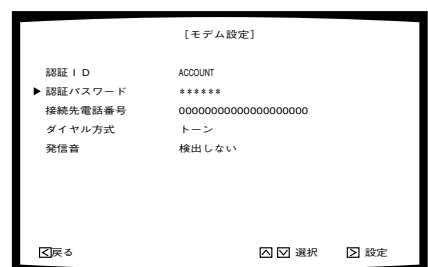 [モデム設定]
認証ID ACCOUNT
▶認証パスワード ******
接続先電話番号 00000000000000000000
ダイヤル方式 トーン
発信音 検出しない
<戻る ∧ ∨ 選択 > 設定